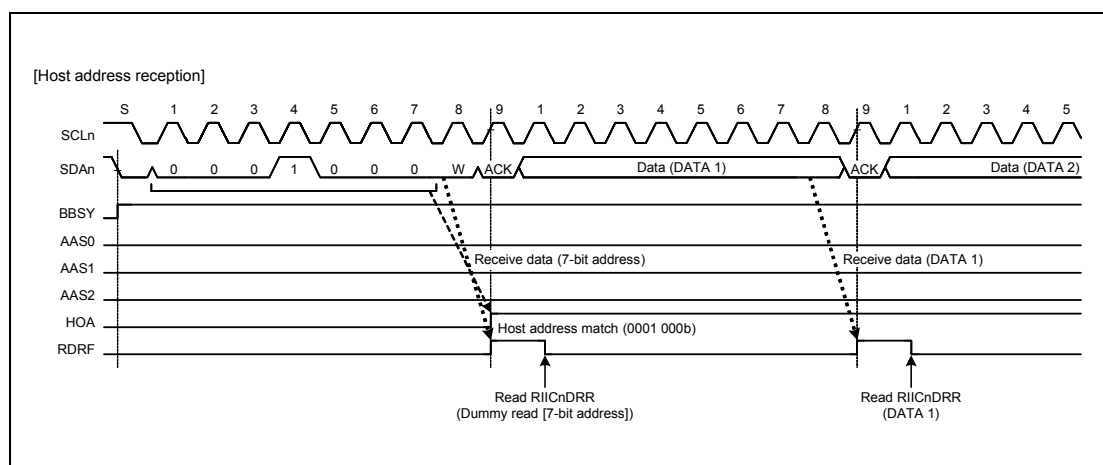 [Host address reception]
S 1 2 3 4 5 6 7 8 9 1 2 3 4 5 6 7 8 9 1 2 3 4 5
SCLn
SDAn 0 0 0 1 0 0 0 W ACK Data (DATA 1) ACK Data (DATA 2)
BBSY
AAS0
Receive data (7-bit address) Receive data (DATA 1)
AAS1
AAS2
HOA
Host address match (0001 000b)
RDRF
Read RIICnDRR Read RIICnDRR
(Dummy read [7-bit address]) (DATA 1)